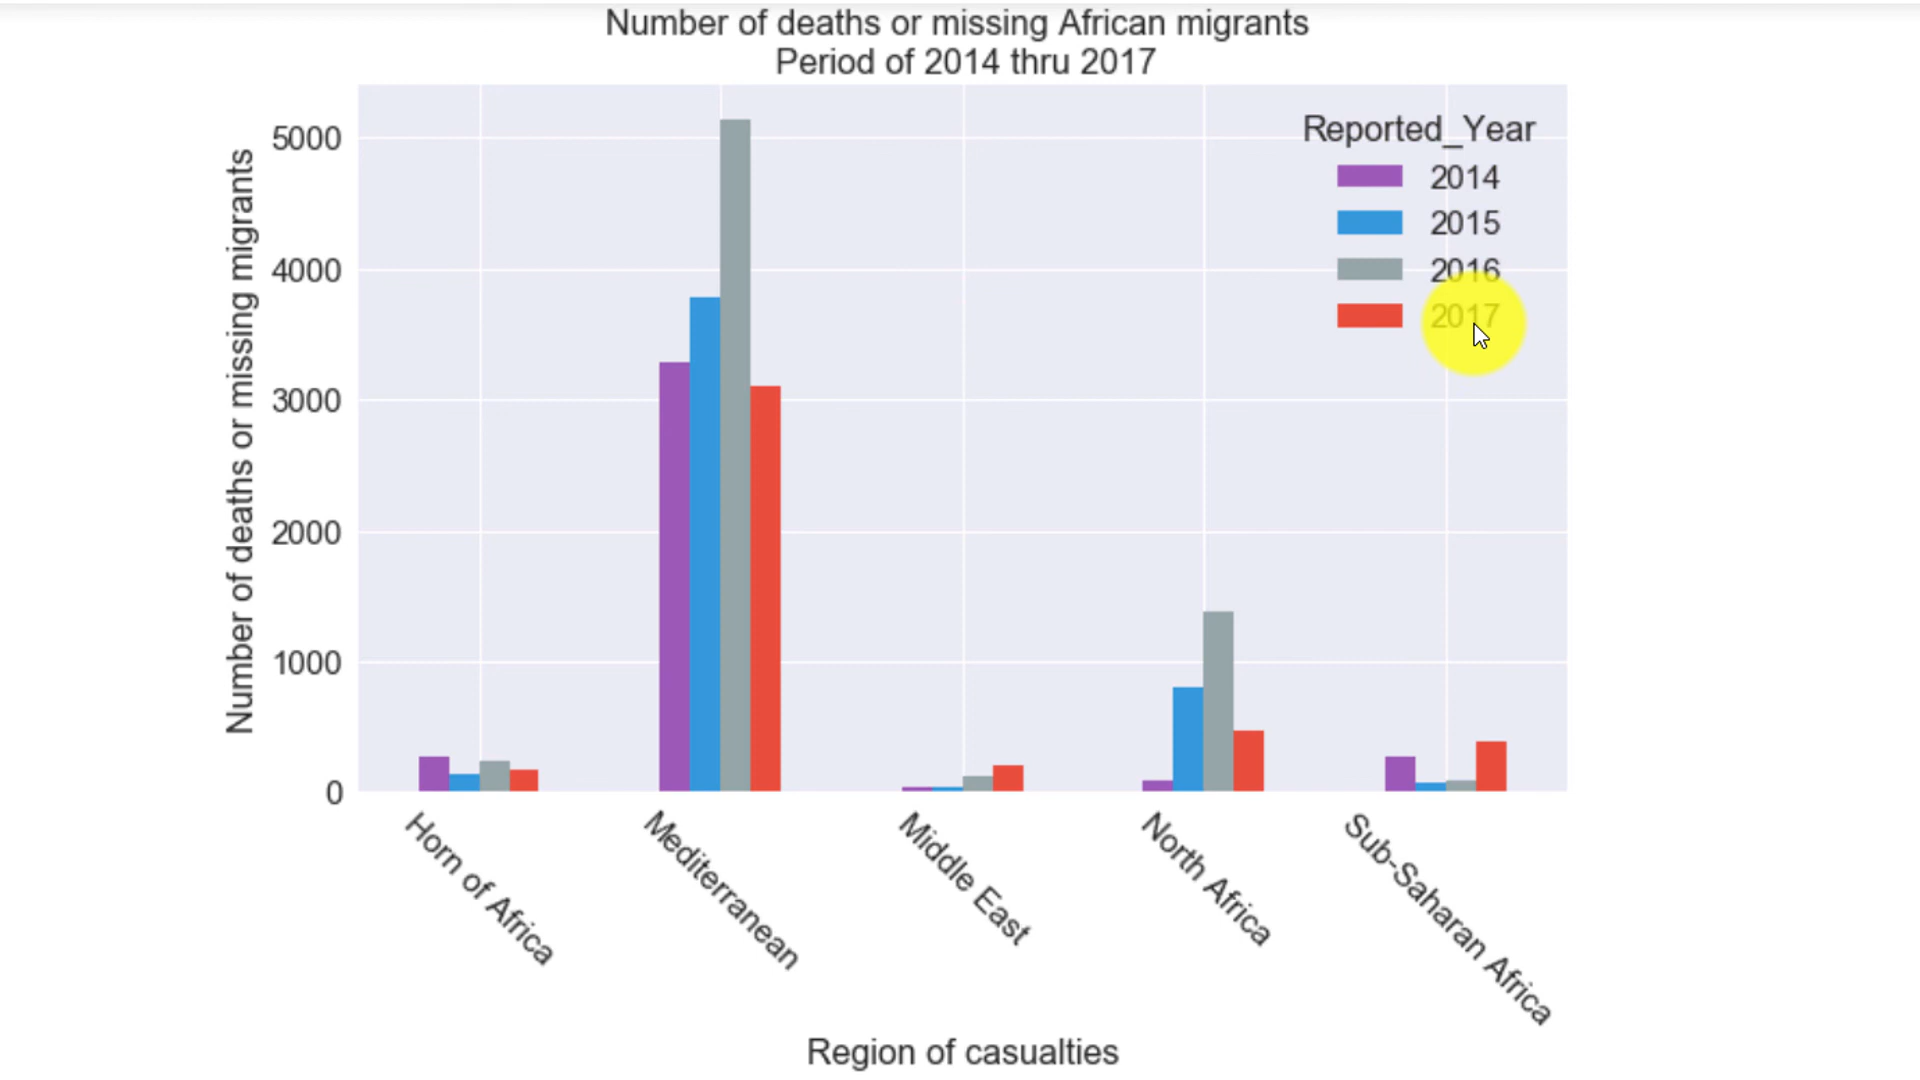 Number of deaths or missing African migrants
Period of 2014 thru 2017
Number of deaths or missing migrants
5000
4000
3000
2000
1000
0
Reported_Year
2014
2015
2016
2017
Horn of Africa
Mediterranean
Middle East
North Africa
Sub-Saharan Africa
Region of casualties